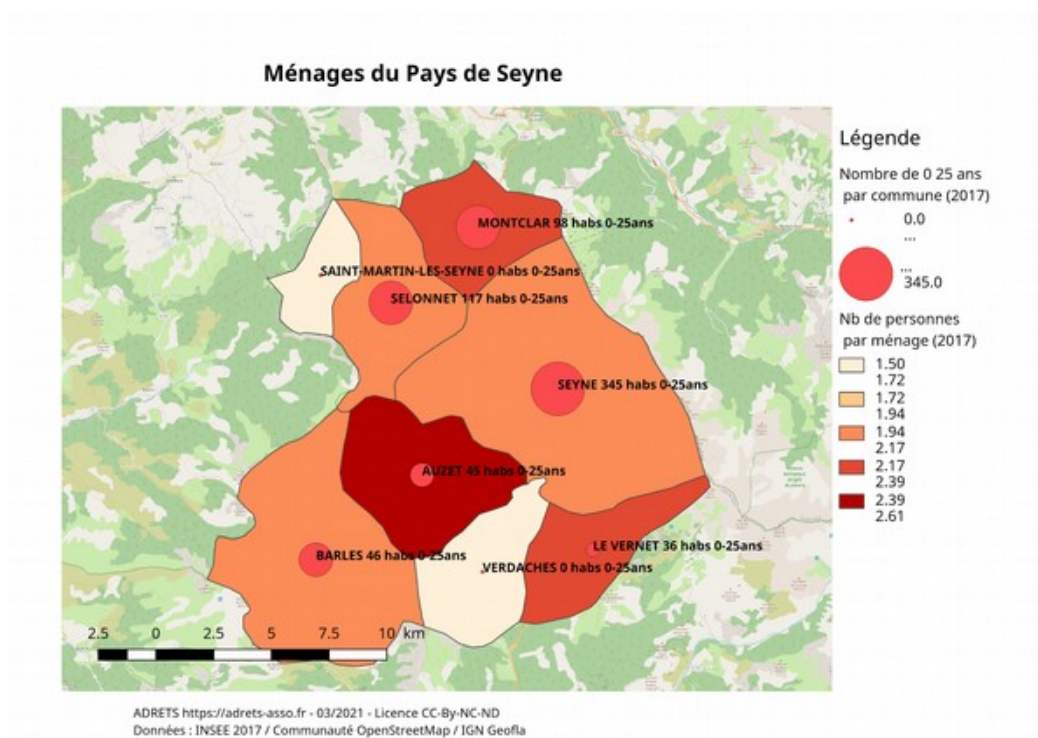 Ménages du Pays de Seyne
Légende
Nombre de 0 25 ans
par commune (2017)
0.0
...
...
345.0
Nb de personnes
par ménage (2017)
1.50
1.72
1.72
1.94
1.94
2.17
2.17
2.39
2.39
2.61
MONTCLAR 98 habs 0-25ans
SAINT-MARTIN-LES-SEYNE 0 habs 0-25ans
SELONNET 117 habs 0-25ans
SEYNE 345 habs 0-25ans
AUZET 45 habs 0-25ans
LE VERNET 36 habs 0-25ans
BARLES 46 habs 0-25ans
VERDACHES 0 habs 0-25ans
2.5 0 2.5 5 7.5 10 km
ADRETS https://adrets-asso.fr - 03/2021 - Licence CC-By-NC-ND
Données : INSEE 2017 / Communauté OpenStreetMap / IGN Geofla